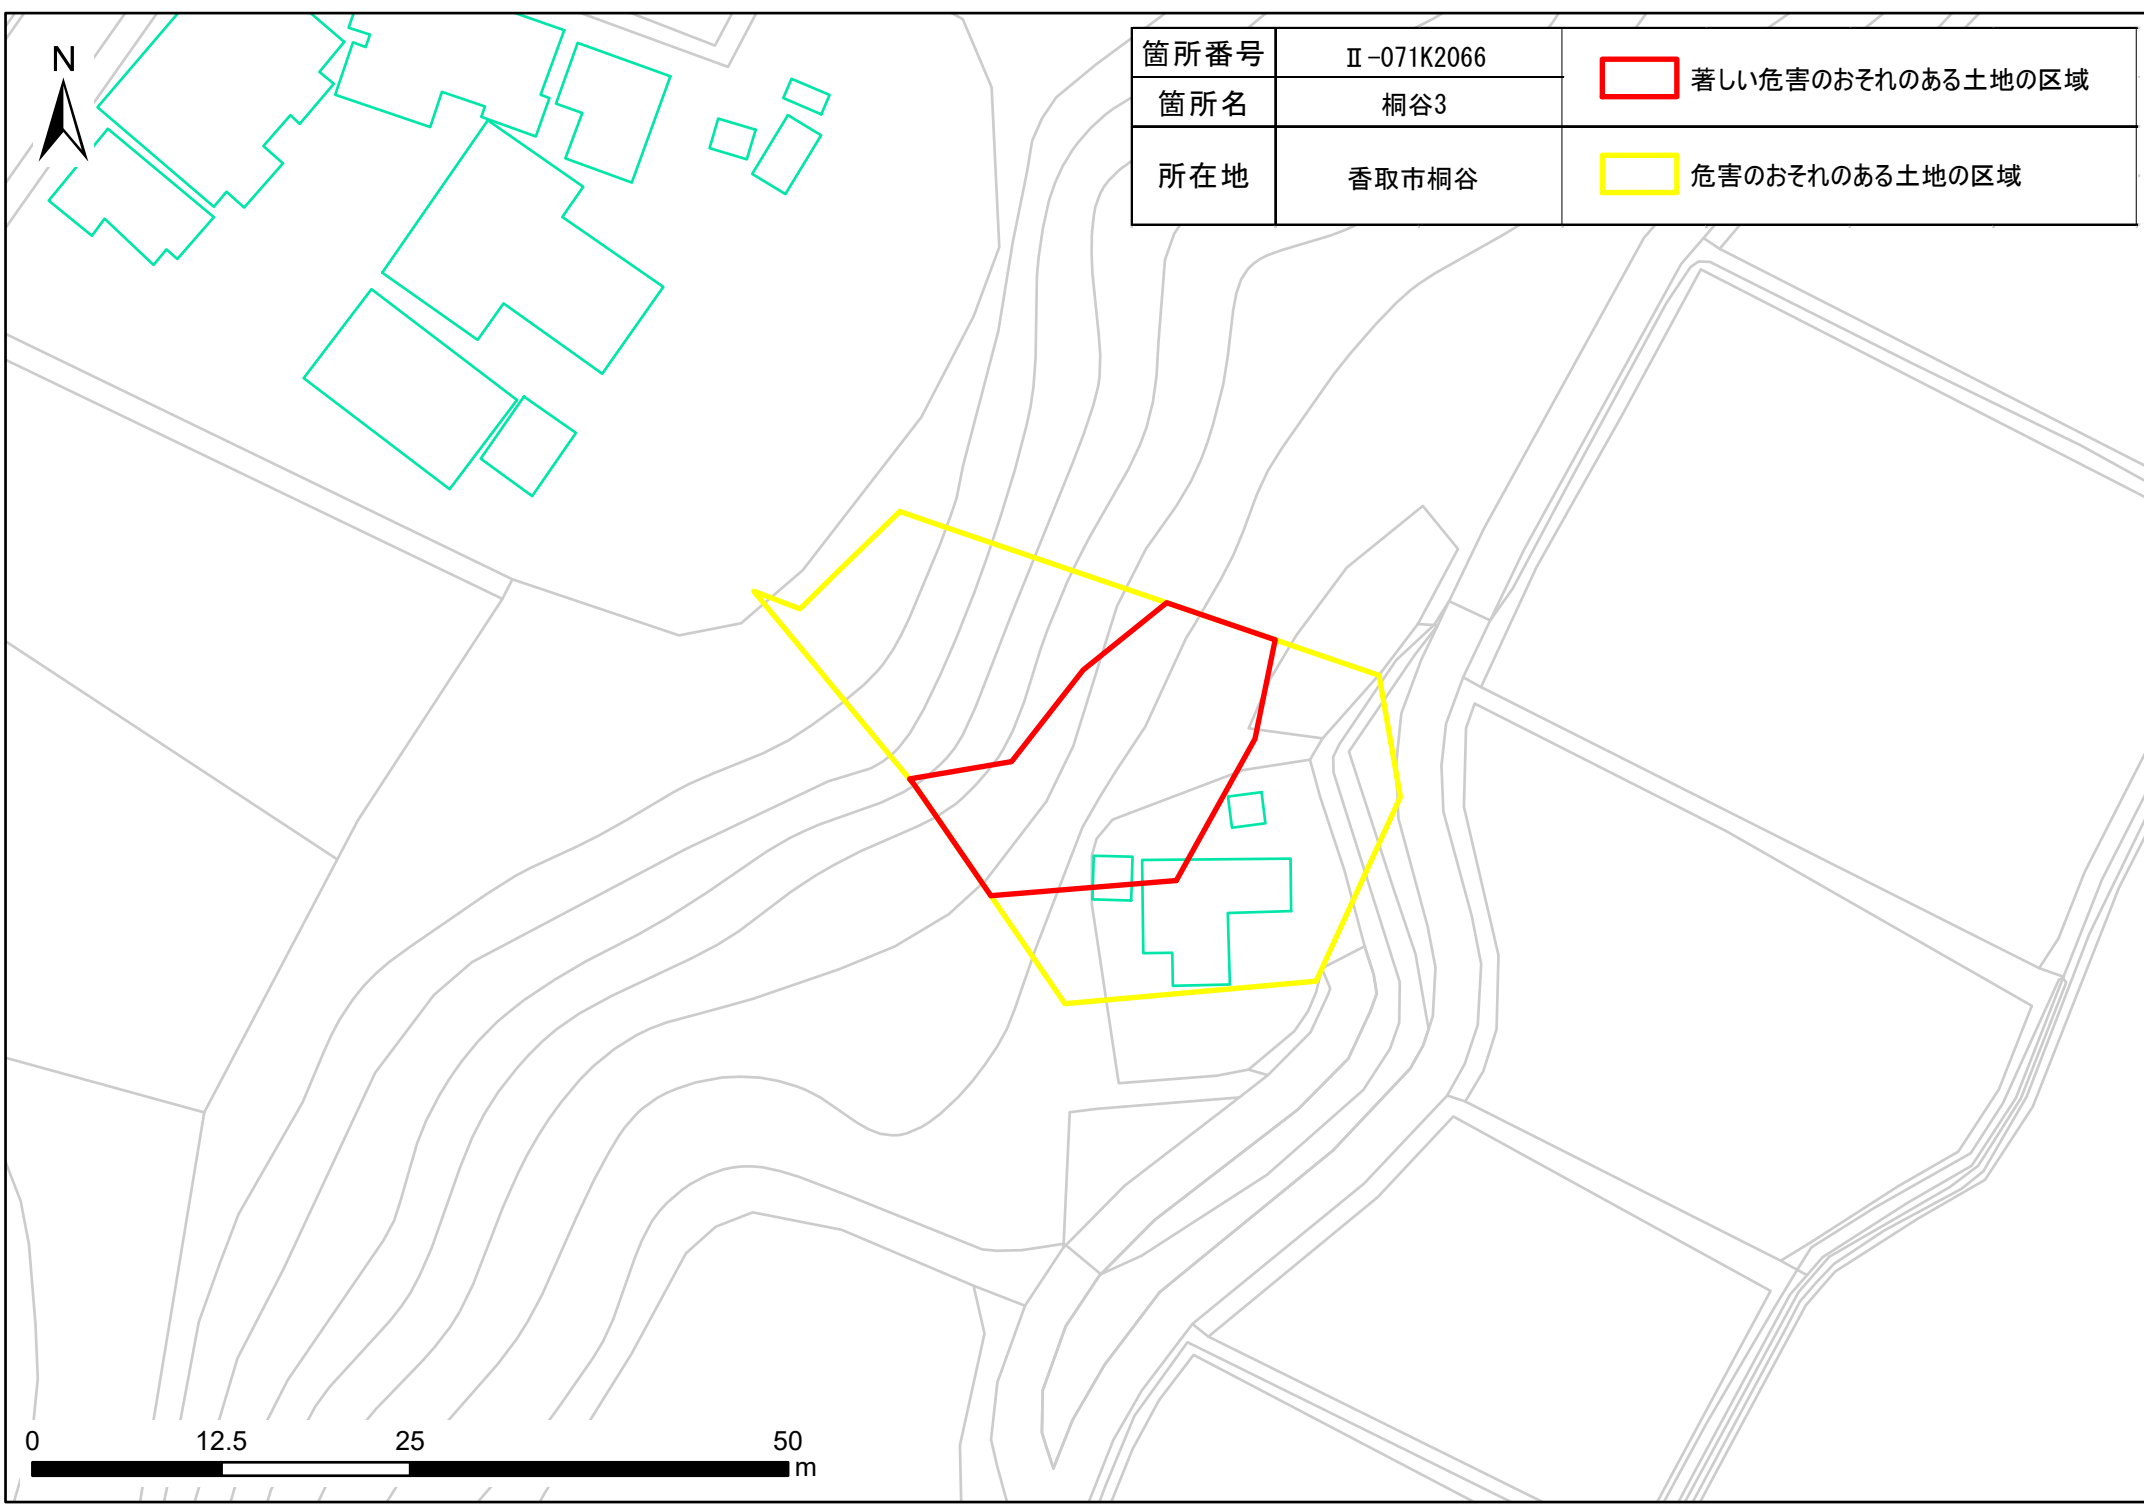 N
箇所番号 Ⅱ-071K2066
箇所名 桐谷3
所在地 香取市桐谷
著しい危害のおそれのある土地の区域
危害のおそれのある土地の区域
0 12.5 25 50
m